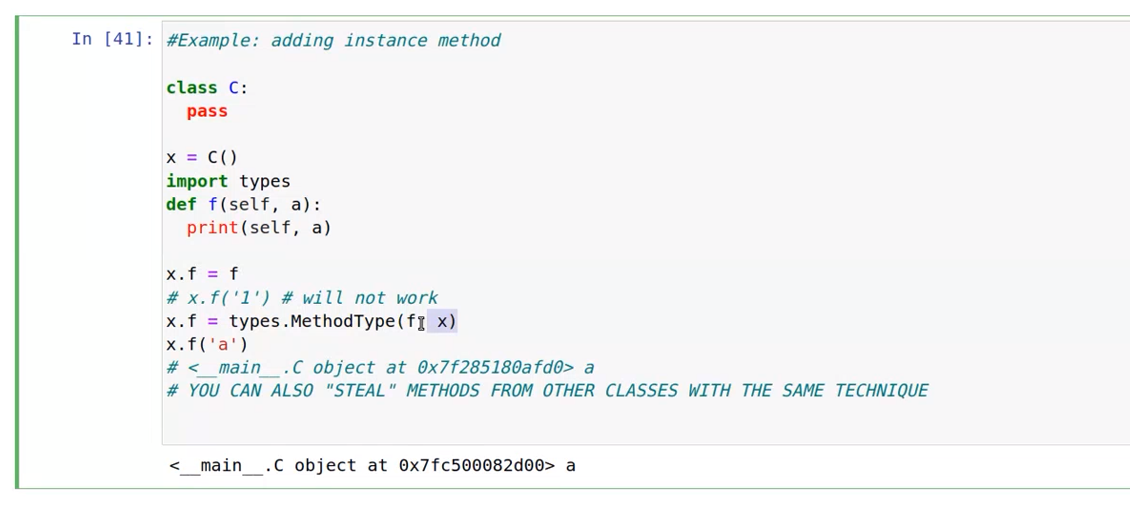 In [41]: #Example: adding instance method
class C:
pass
x = C()
import types
def f(self, a):
print(self, a)
x.f = f
# x.f('1') # will not work
x.f = types.MethodType(f, x)
x.f('a')
# <__main__.C object at 0x7f285180afd0> a
# YOU CAN ALSO "STEAL" METHODS FROM OTHER CLASSES WITH THE SAME TECHNIQUE
<__main__.C object at 0x7fc500082d00> a